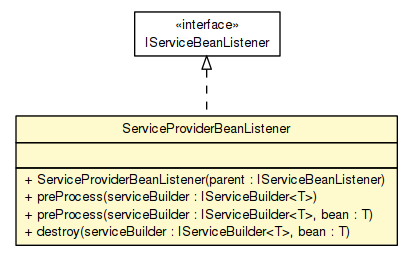 «interface»
IServiceBeanListener
ServiceProviderBeanListener
+ ServiceProviderBeanListener(parent : IServiceBeanListener)
+ preProcess(serviceBuilder : IServiceBuilder<T>)
+ preProcess(serviceBuilder : IServiceBuilder<T>, bean : T)
+ destroy(serviceBuilder : IServiceBuilder<T>, bean : T)